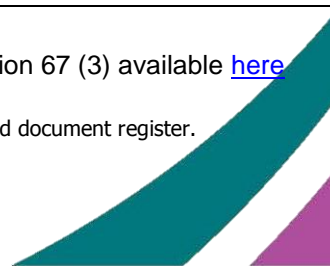 ion 67 (3) available here
d document register.